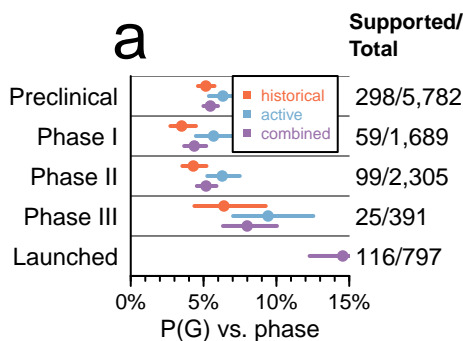 a
Supported/
Total
historical
active
combined
Preclinical 298/5,782
Phase I 59/1,689
Phase II 99/2,305
Phase III 25/391
Launched 116/797
0% 5% 10% 15%
P(G) vs. phase